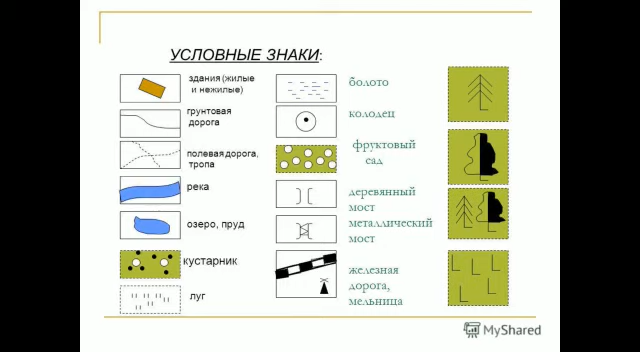 УСЛОВНЫЕ ЗНАКИ:
здания (жилые
и нежилые)
грунтовая
дорога
полевая дорога,
тропа
река
озеро, пруд
кустарник
луг
болото
колодец
фруктовый
сад
деревянный
мост
металлический
мост
железная
дорога,
мельница
MyShared